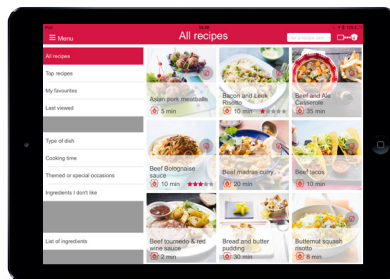 Menu
All recipes
All recipes
Top recipes
My favourites
Last viewed
Type of dish
Cooking time
Themed or special occasions
Ingredients I don't like
List of ingredients
Asian pork meatballs
5 min
Bacon and Leek
Risotto
10 min
Beef and Ale
Casserole
35 min
Beef Bolognaise
sauce
10 min
Beef madras curry
20 min
Beef tacos
10 min
Beef tournedo & red
wine sauce
2 min
Bread and butter
pudding
30 min
Butternut squash
risotto
6 min